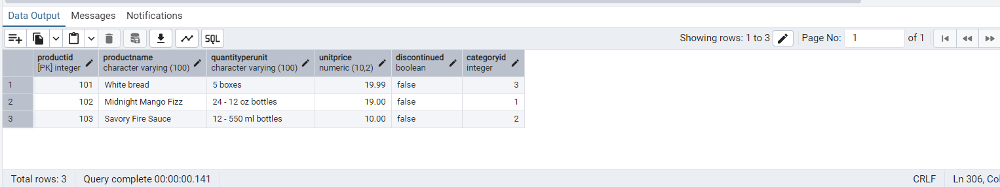 Data Output Messages Notifications
SQL Showing rows: 1 to 3 Page No: 1 of 1
productid productname quantityperunit unitprice discontinued categoryid
[PK] integer character varying (100) character varying (100) numeric (10,2) boolean integer
1 101 White bread 5 boxes 19.99 false 3
2 102 Midnight Mango Fizz 24 - 12 oz bottles 19.00 false 1
3 103 Savory Fire Sauce 12 - 550 ml bottles 10.00 false 2
Total rows: 3 Query complete 00:00:00.141 CRLF Ln 306, Co